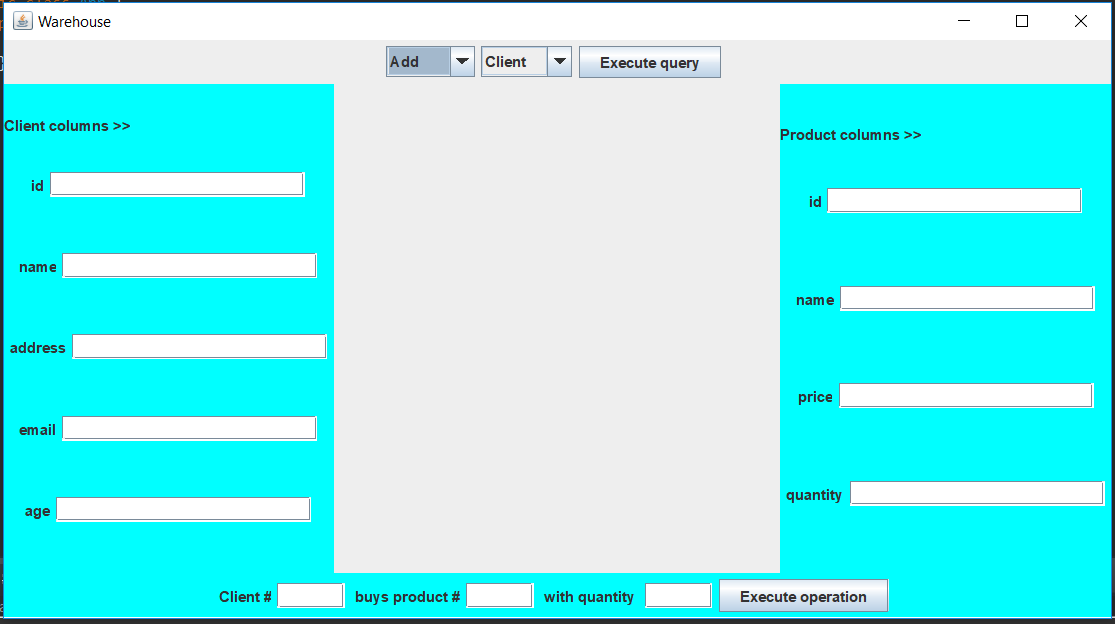 Warehouse
Add Client Execute query
Client columns >>
id
name
address
email
age
Product columns >>
id
name
price
quantity
Client # buys product # with quantity Execute operation